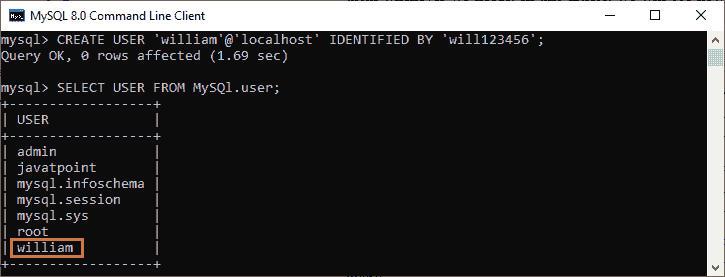 MySQL 8.0 Command Line Client
mysql> CREATE USER 'william'@'localhost' IDENTIFIED BY 'will123456';
Query OK, 0 rows affected (1.69 sec)
mysql> SELECT USER FROM MySQl.user;
+------------------+
| USER             |
+------------------+
| admin            |
| javatpoint       |
| mysql.infoschema |
| mysql.session    |
| mysql.sys        |
| root             |
| william          |
+------------------+